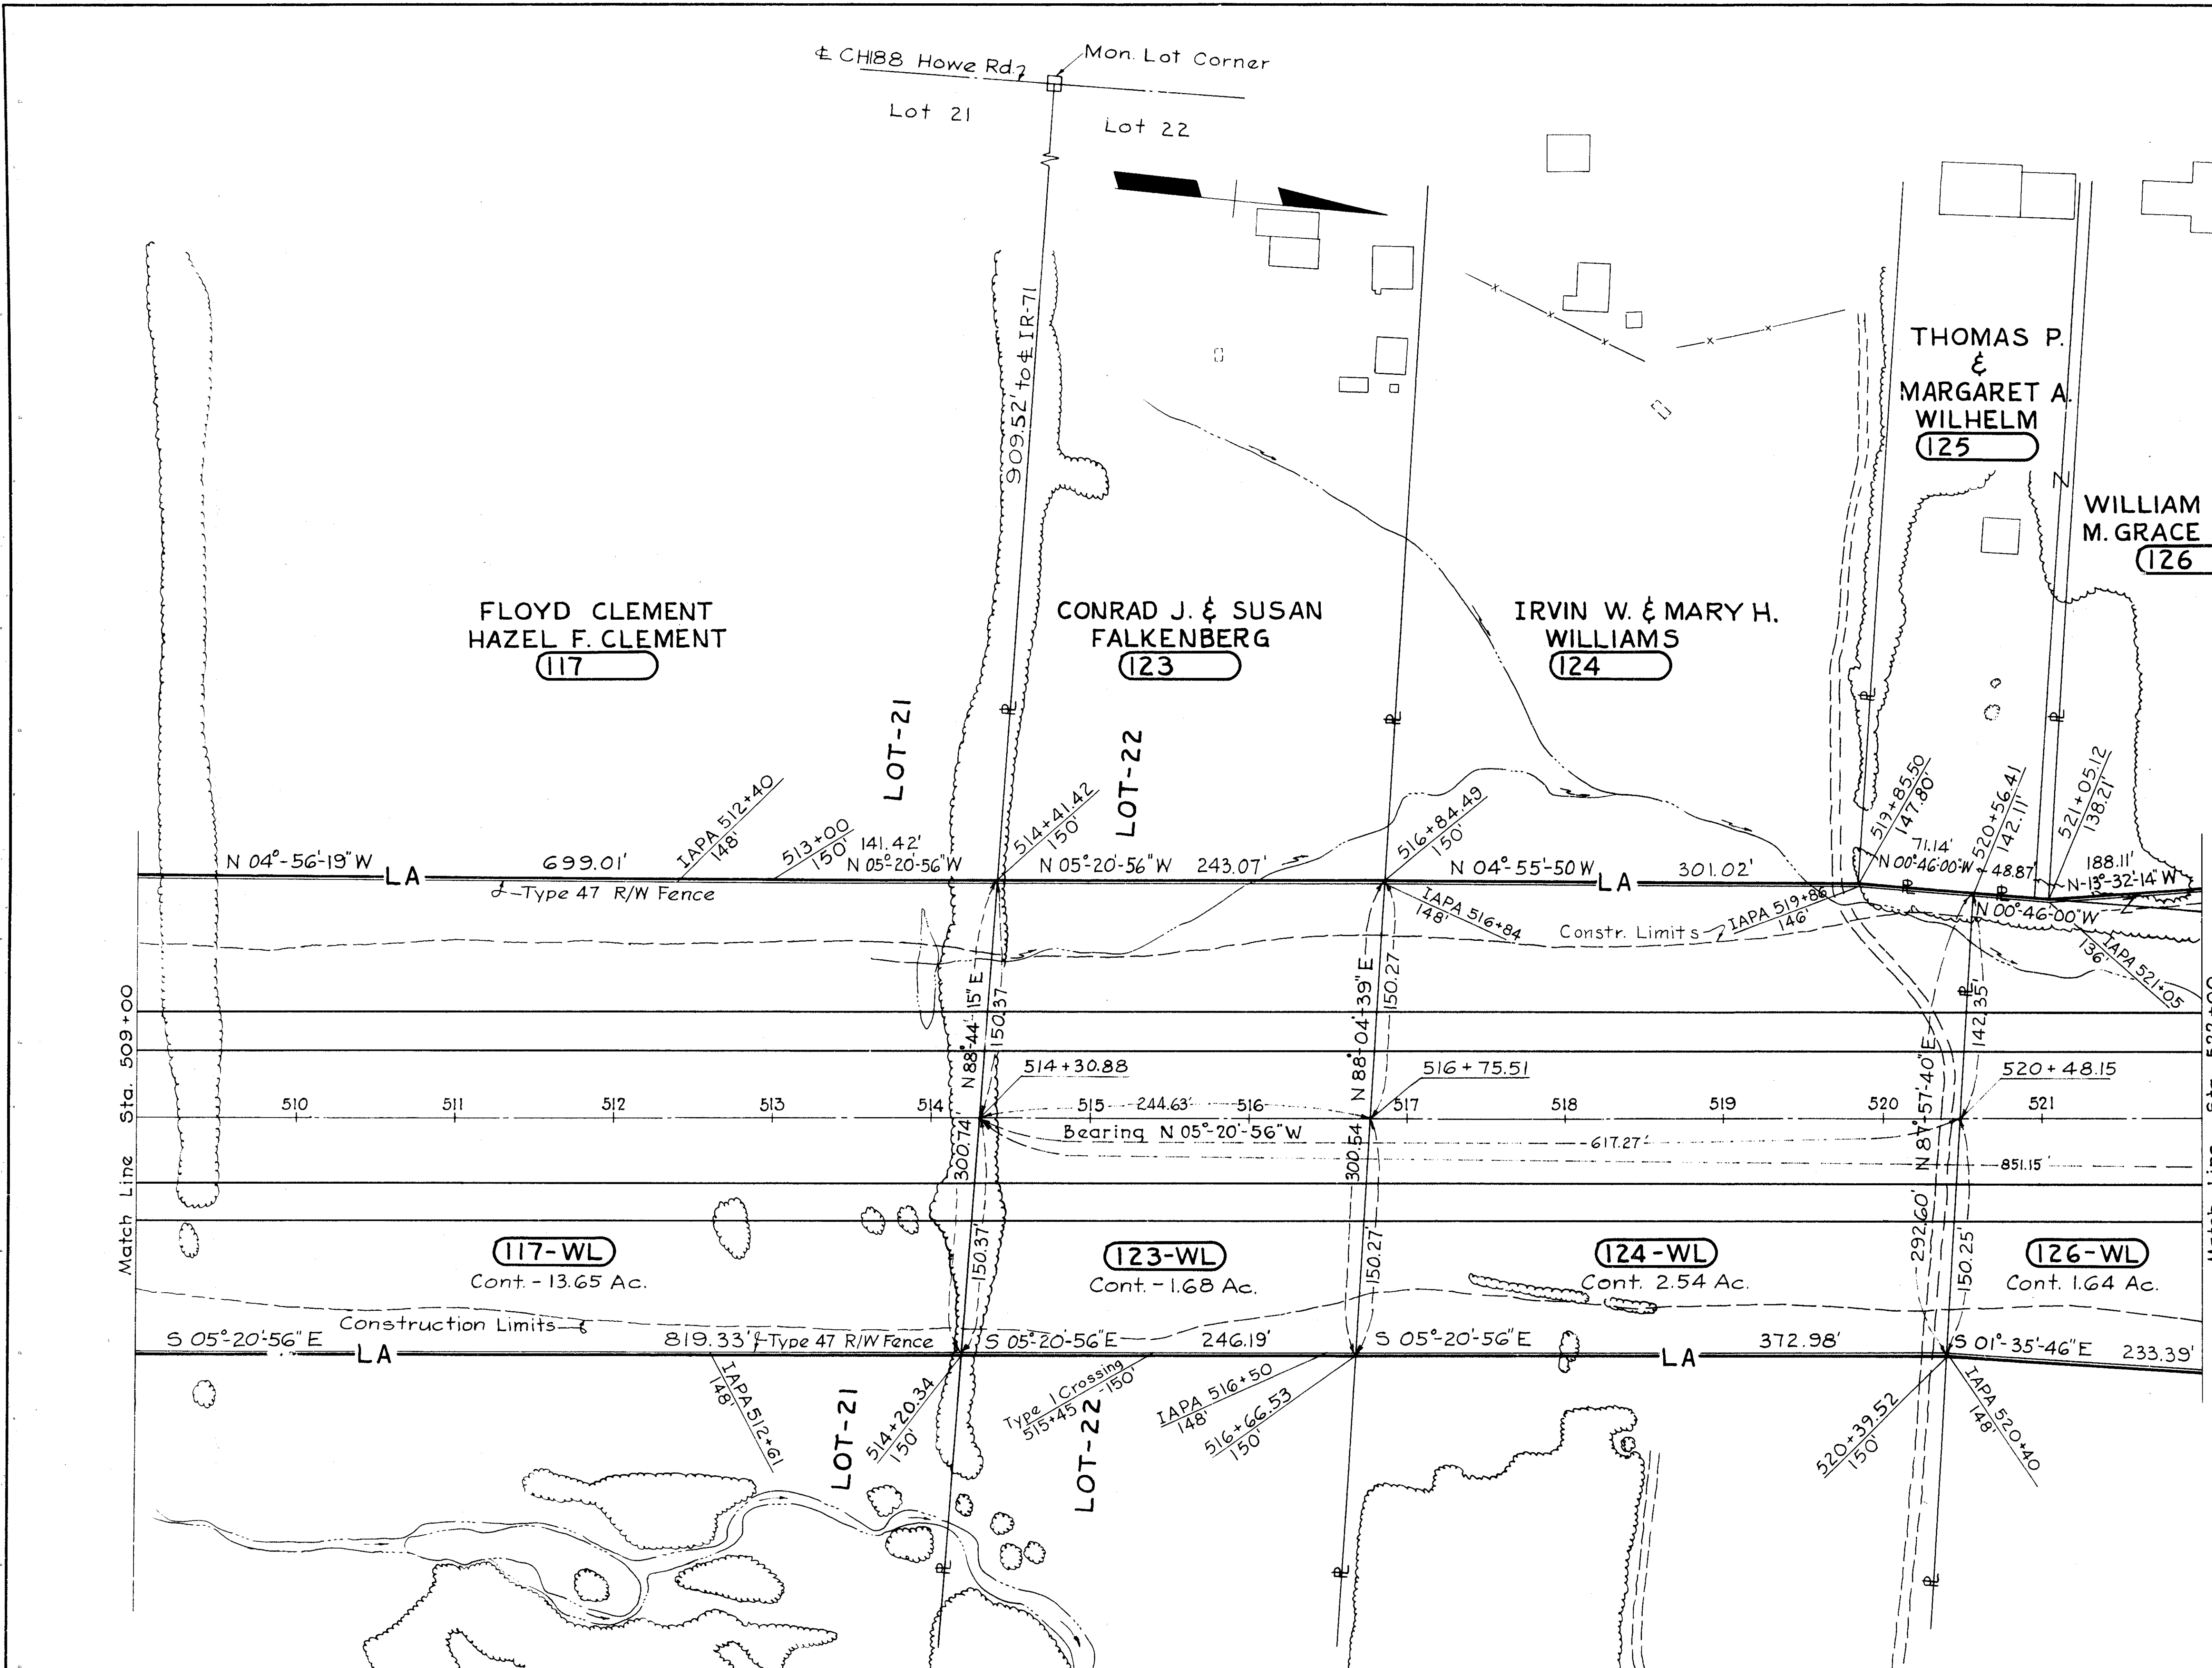 ℄ CH188 Howe Rd.
Mon. Lot Corner
Lot 21
Lot 22
909.52' to ℄ IR-71
THOMAS P.
&
MARGARET A.
WILHELM
125
WILLIAM
M. GRACE
126
FLOYD CLEMENT
HAZEL F. CLEMENT
117
CONRAD J. & SUSAN
FALKENBERG
123
IRVIN W. & MARY H.
WILLIAMS
124
LOT-21
LOT-22
IAPA 512+40
148'
513+00
150'
514+41.42
150'
516+84.49
150'
519+85.50
147.80'
520+56.41
142.11'
521+05.12
138.21'
N 04°-56'-19" W
699.01'
141.42'
N 05°-20'-56" W
N 05°-20'-56" W
243.07'
N 04°-55'-50 W
301.02'
71.14'
N 00°-46'-00"-W
48.87'
188.11'
N-13°-32'-14" W
LA
LA
Type 47 R/W Fence
N 00°-46'-00" W
IAPA 516+84
148'
IAPA 519+86
146'
IAPA 521+05
136'
Constr. Limits
Match Line Sta. 509+00
N 88°-44'-15" E
150.37
N 88°-04'-39" E
150.27
N 87°-57'-40" E
142.35'
514+30.88
516+75.51
520+48.15
510
511
512
513
514
515
516
517
518
519
520
521
244.63'
Bearing N 05°-20'-56" W
617.27'
851.15'
300.74'
150.37'
300.54'
150.27'
292.60'
150.25'
117-WL
Cont. - 13.65 Ac.
123-WL
Cont. - 1.68 Ac.
124-WL
Cont. 2.54 Ac.
126-WL
Cont. 1.64 Ac.
Construction Limits
S 05°-20'-56" E
819.33'
Type 47 R/W Fence
S 05°-20'-56" E
246.19'
S 05°-20'-56" E
372.98'
S 01°-35'-46" E
233.39'
LA
LA
IAPA 512+61
148'
514+20.34
150'
Type 1 Crossing
515+45 -150'
IAPA 516+50
148'
516+66.53
150'
520+39.52
150'
IAPA 520+40
148'
LOT-21
LOT-22